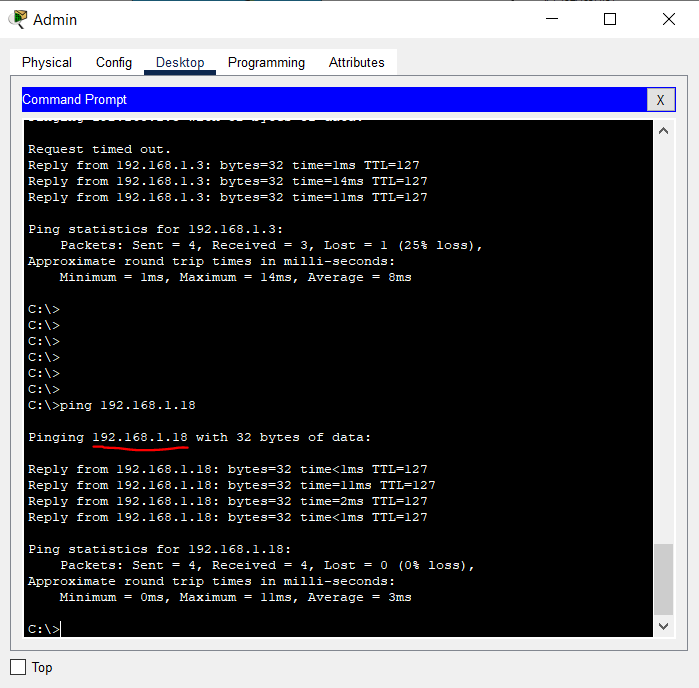 Admin
Physical Config Desktop Programming Attributes
Command Prompt X
Request timed out.
Reply from 192.168.1.3: bytes=32 time=1ms TTL=127
Reply from 192.168.1.3: bytes=32 time=14ms TTL=127
Reply from 192.168.1.3: bytes=32 time=11ms TTL=127
Ping statistics for 192.168.1.3:
Packets: Sent = 4, Received = 3, Lost = 1 (25% loss),
Approximate round trip times in milli-seconds:
Minimum = 1ms, Maximum = 14ms, Average = 8ms
C:\>
C:\>
C:\>
C:\>
C:\>
C:\>
C:\>ping 192.168.1.18
Pinging 192.168.1.18 with 32 bytes of data:
Reply from 192.168.1.18: bytes=32 time<1ms TTL=127
Reply from 192.168.1.18: bytes=32 time=11ms TTL=127
Reply from 192.168.1.18: bytes=32 time=2ms TTL=127
Reply from 192.168.1.18: bytes=32 time<1ms TTL=127
Ping statistics for 192.168.1.18:
Packets: Sent = 4, Received = 4, Lost = 0 (0% loss),
Approximate round trip times in milli-seconds:
Minimum = 0ms, Maximum = 11ms, Average = 3ms
C:\>
Top